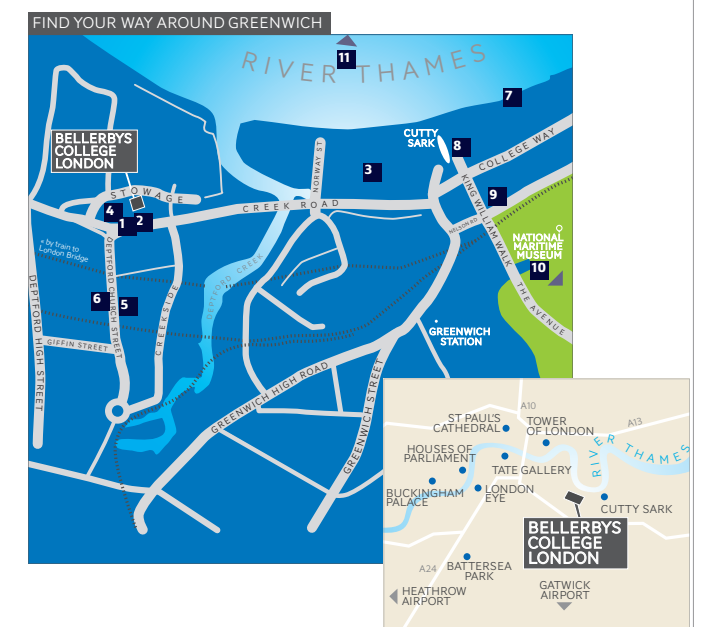 FIND YOUR WAY AROUND GREENWICH
11
RIVER THAMES
7
CUTTY
SARK
8
COLLEGE WAY
BELLERBYS
COLLEGE
LONDON
NORWAY ST
3
KING WILLIAM WALK
9
STOWAGE
CREEK ROAD
4
1
2
NELSON RD
NATIONAL
MARITIME
MUSEUM
10
by train to
London Bridge
DEPTFORD CREEK
THE AVENUE
DEPTFORD HIGH STREET
DEPTFORD CHURCH STREET
6
5
CREEKSIDE
GIFFIN STREET
GREENWICH
STATION
GREENWICH HIGH ROAD
GREENWICH STREET
A10
ST PAUL'S
CATHEDRAL
TOWER
OF LONDON
A13
RIVER THAMES
HOUSES OF
PARLIAMENT
TATE GALLERY
BUCKINGHAM
PALACE
LONDON
EYE
CUTTY SARK
BELLERBYS
COLLEGE
LONDON
A24
BATTERSEA
PARK
HEATHROW
AIRPORT
GATWICK
AIRPORT